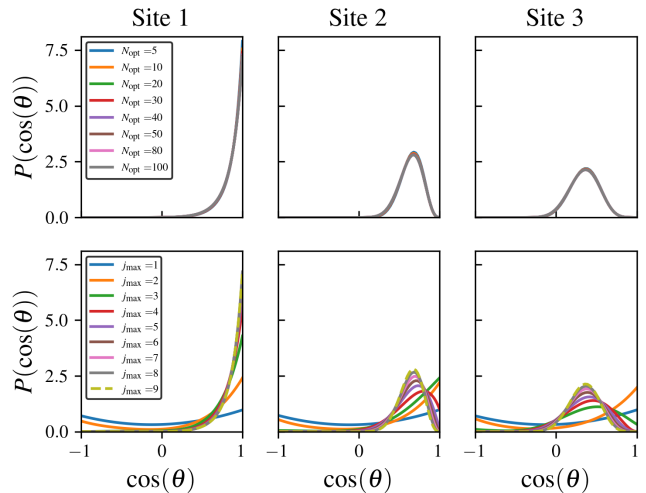 Site 1 Site 2 Site 3
P(cos(θ))
7.5
5.0
2.5
0.0
N_opt =5
N_opt =10
N_opt =20
N_opt =30
N_opt =40
N_opt =50
N_opt =80
N_opt =100
−1 0 1
P(cos(θ))
7.5
5.0
2.5
0.0
j_max =1
j_max =2
j_max =3
j_max =4
j_max =5
j_max =6
j_max =7
j_max =8
j_max =9
−1 0 1 −1 0 1 −1 0 1
cos(θ) cos(θ) cos(θ)